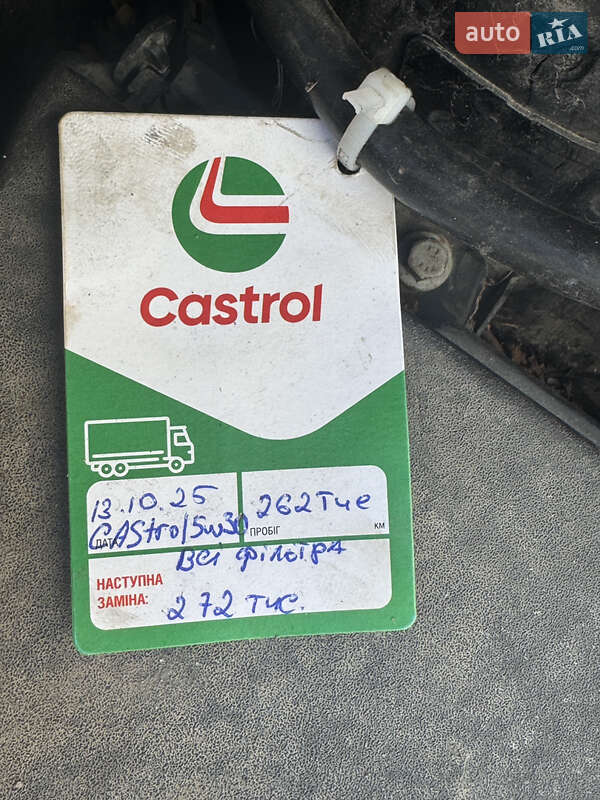 auto RIA .com
Castrol
13.10.25
262 тис
ДАТА
ПРОБІГ
КМ
CAStrol 5w30
Всі фільтра
НАСТУПНА
ЗАМІНА:
272 тис.